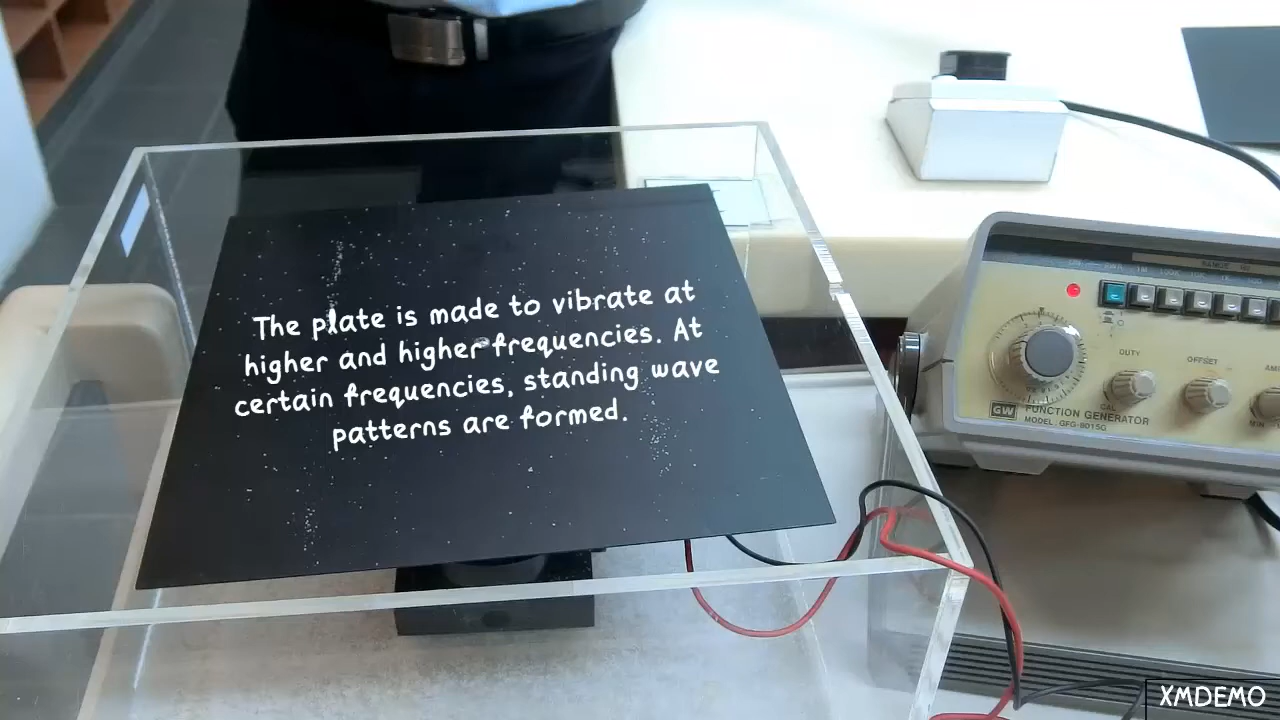 The plate is made to vibrate at
higher and higher frequencies. At
certain frequencies, standing wave
patterns are formed.
DUTY
OFFSET
CAL
GW
FUNCTION GENERATOR
MODEL: GFG-8015G
XMDEMO